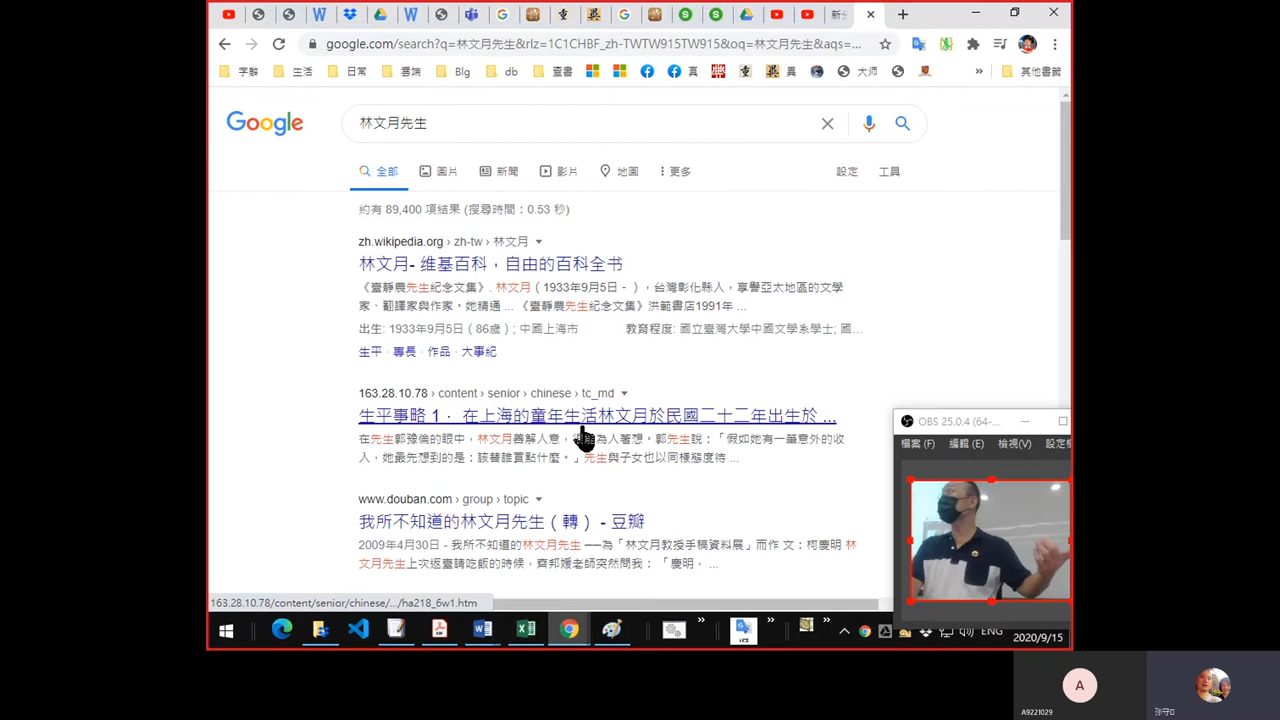 新分
google.com/search?q=林文月先生&rlz=1C1CHBF_zh-TWTW915TW915&oq=林文月先生&aqs=...
字辭
生活
日常
雲端
Blg
db
查書
真
異
大师
»
其他書籤
Google
林文月先生
全部
圖片
新聞
影片
地圖
更多
設定
工具
約有 89,400 項結果 (搜尋時間：0.53 秒)
zh.wikipedia.org › zh-tw › 林文月
林文月- 维基百科，自由的百科全书
《臺靜農先生紀念文集》. 林文月（1933年9月5日－），台灣彰化縣人，享譽亞太地區的文學
家、翻譯家與作家。她精通 ... 《臺靜農先生紀念文集》洪範書店1991年 ...
出生: 1933年9月5日（86歲）; 中國上海市
教育程度: 國立臺灣大學中國文學系學士; 國...
生平 · 專長 · 作品 · 大事紀
163.28.10.78 › content › senior › chinese › tc_md
生平事略 1． 在上海的童年生活林文月於民國二十二年出生於 ...
在先生郭豫倫的眼中，林文月善解人意，為人著想。郭先生說：「假如她有一筆意外的收
入，她最先想到的是：該替誰買點什麼。」先生與子女也以同樣態度待 ...
www.douban.com › group › topic
我所不知道的林文月先生（轉） - 豆瓣
2009年4月30日 - 我所不知道的林文月先生 ──為「林文月教授手稿資料展」而作 文：柯慶明 林
文月先生上次返臺請吃飯的時候，齊邦媛老師突然問我：「慶明， ...
163.28.10.78/content/senior/chinese/.../ha218_6w1.htm
OBS 25.0.4 (64-...
檔案 (F)
編輯 (E)
檢視(V)
設定檔
ENG
2020/9/15
A
A9221029